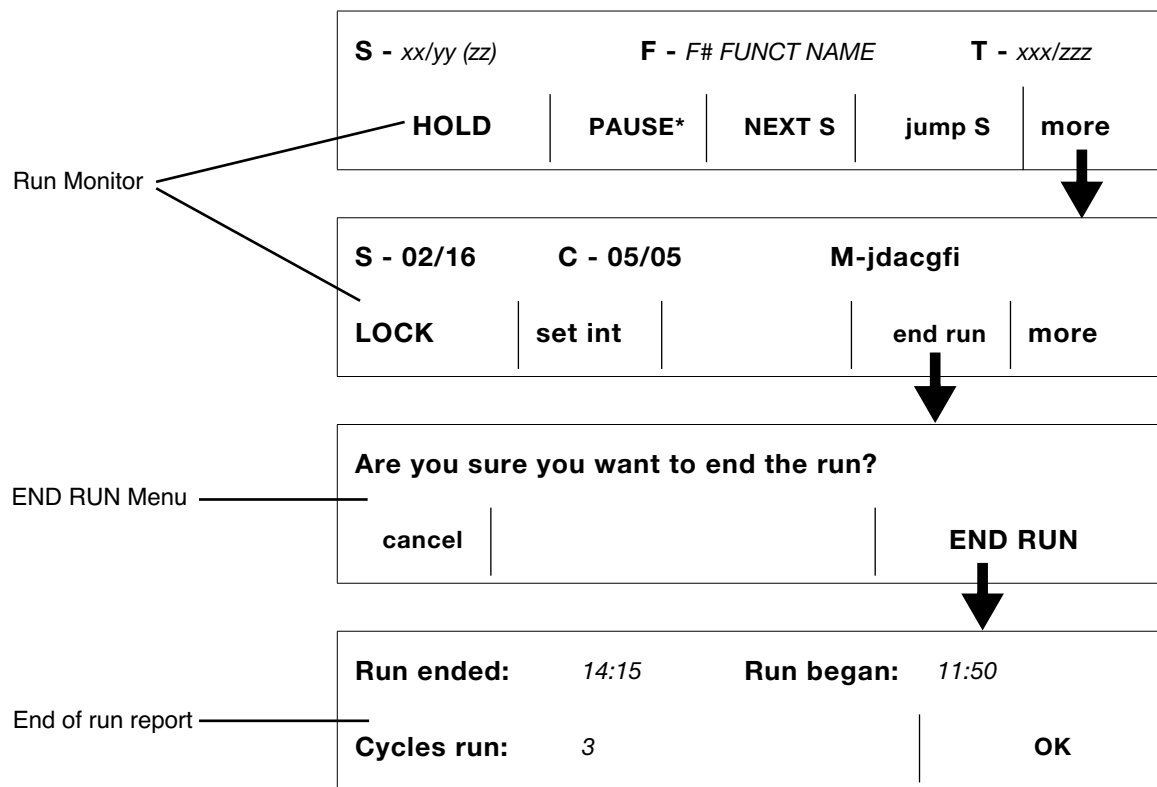 S - xx/yy (zz) F - F# FUNCT NAME T - xxx/zzz
HOLD PAUSE* NEXT S jump S more
Run Monitor
S - 02/16 C - 05/05 M-jdacgfi
LOCK set int end run more
Are you sure you want to end the run?
END RUN Menu
cancel END RUN
Run ended: 14:15 Run began: 11:50
End of run report
Cycles run: 3 OK